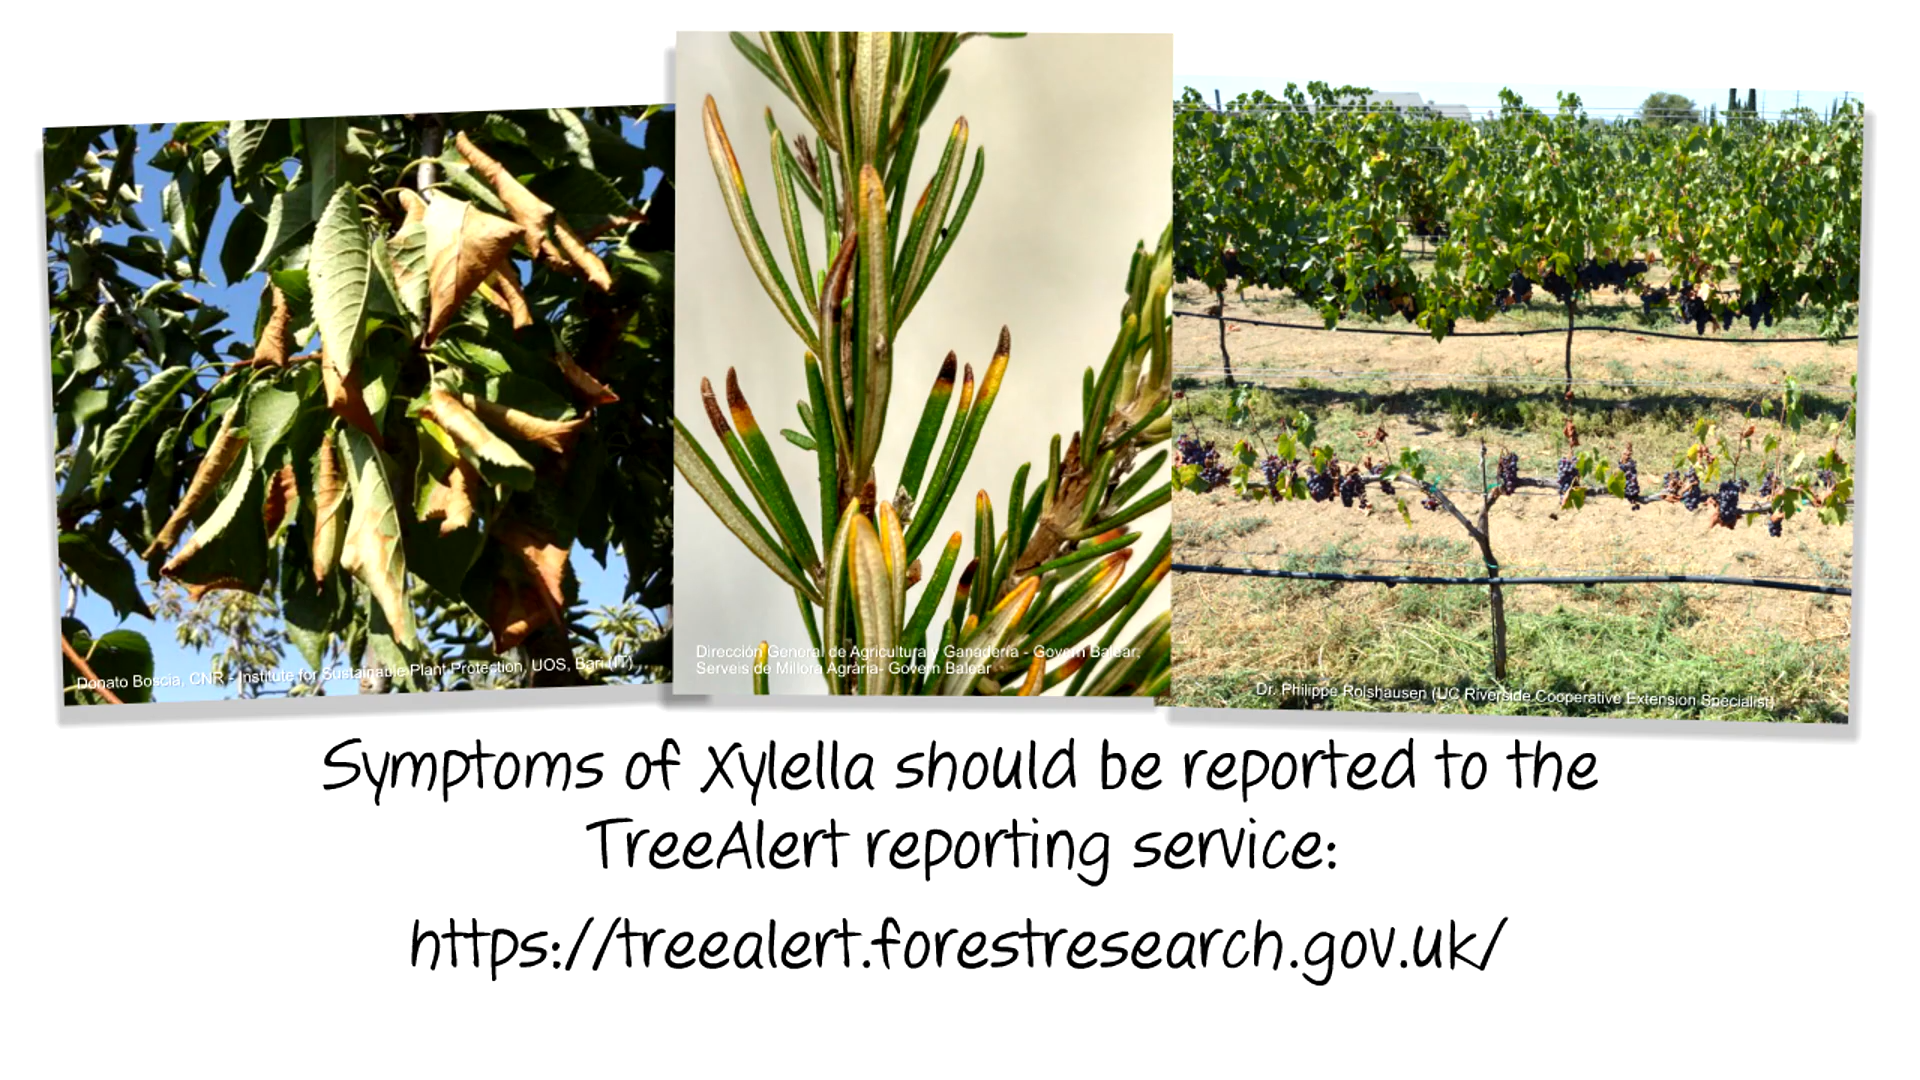 Donato Boscia, CNR - Institute for Sustainable Plant Protection, UOS, Bari (IT)
Dirección General de Agricultura y Ganadería - Govern Balear.
Serveis de Millora Agrària- Govern Balear
Dr. Philippe Rolshausen (UC Riverside Cooperative Extension Specialist)
Symptoms of Xylella should be reported to the
TreeAlert reporting service:
https://treealert.forestresearch.gov.uk/